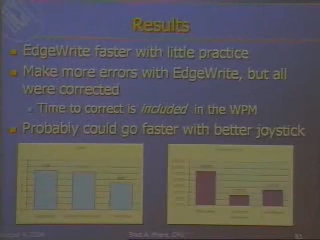 Results
EdgeWrite faster with little practice
Make more errors with EdgeWrite, but all
were corrected
Time to correct is included in the WPM
Probably could go faster with better joystick